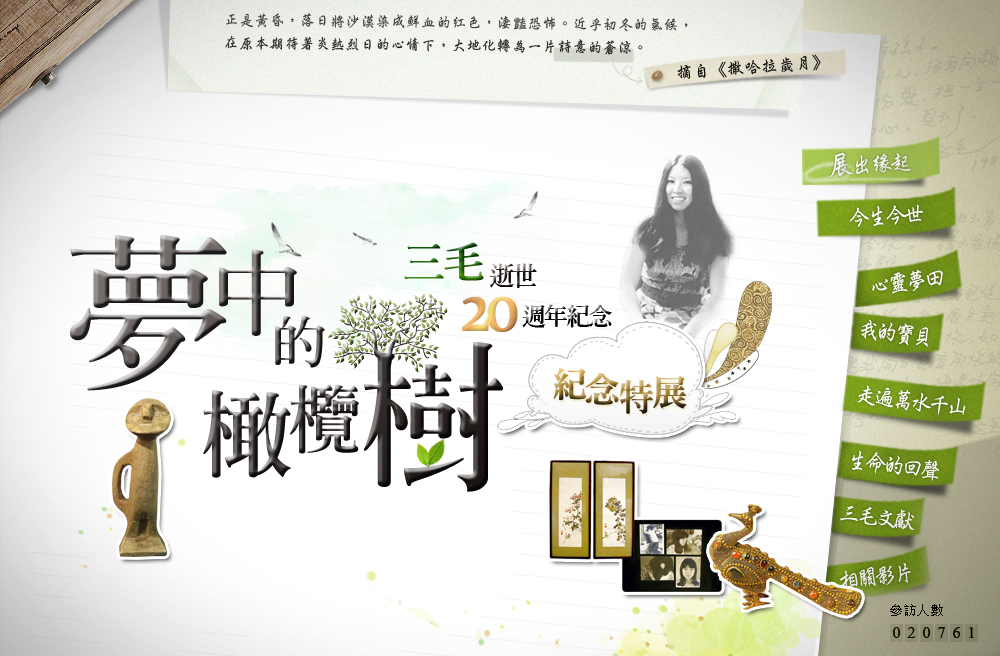 正是黃昏，落日將沙漠染成鮮血的红色，淒豔恐怖。近乎初冬的氣候，
在原本期待著炎熱烈日的心情下，大地化轉為一片詩意的蒼涼。
摘自《撒哈拉歲月》
夢中的橄欖樹
三毛逝世
20週年紀念
紀念特展
展出緣起
今生今世
心靈夢田
我的寶貝
走遍萬水千山
生命的回聲
三毛文獻
相關影片
參訪人數
020761